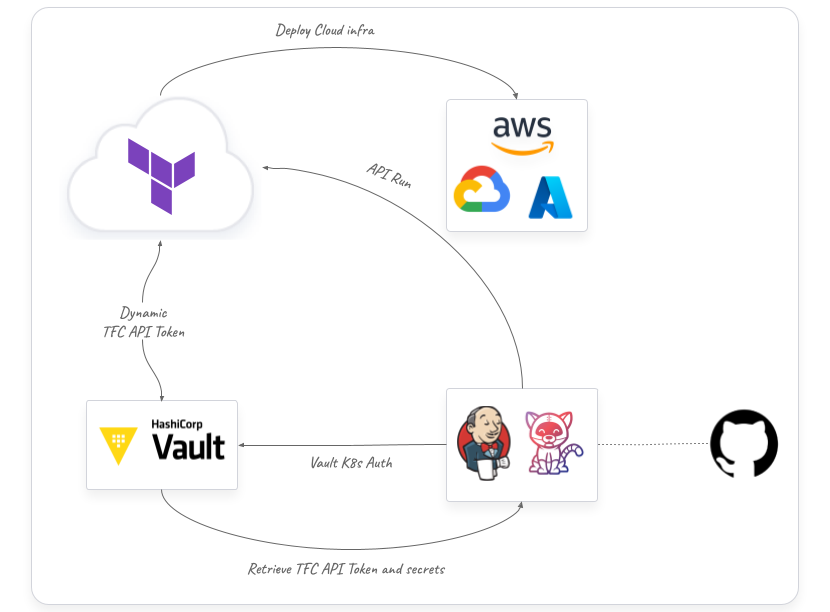 Deploy Cloud infra
aws
API Run
Dynamic
TFC API Token
HashiCorp
Vault
Vault K8s Auth
Retrieve TFC API Token and secrets